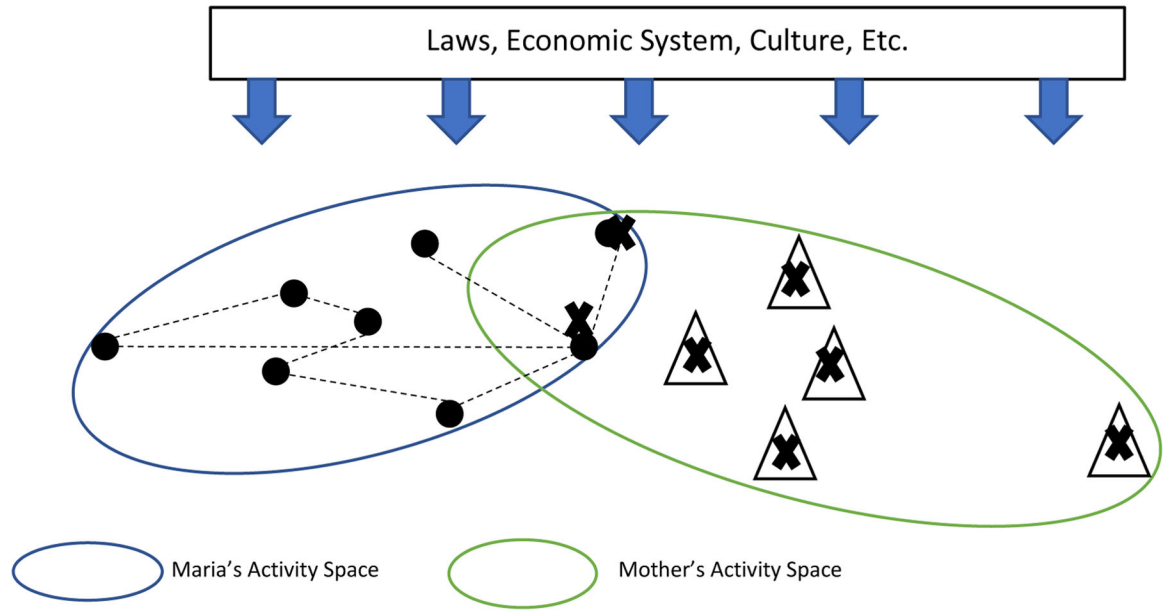 Laws, Economic System, Culture, Etc.
Maria's Activity Space
Mother's Activity Space